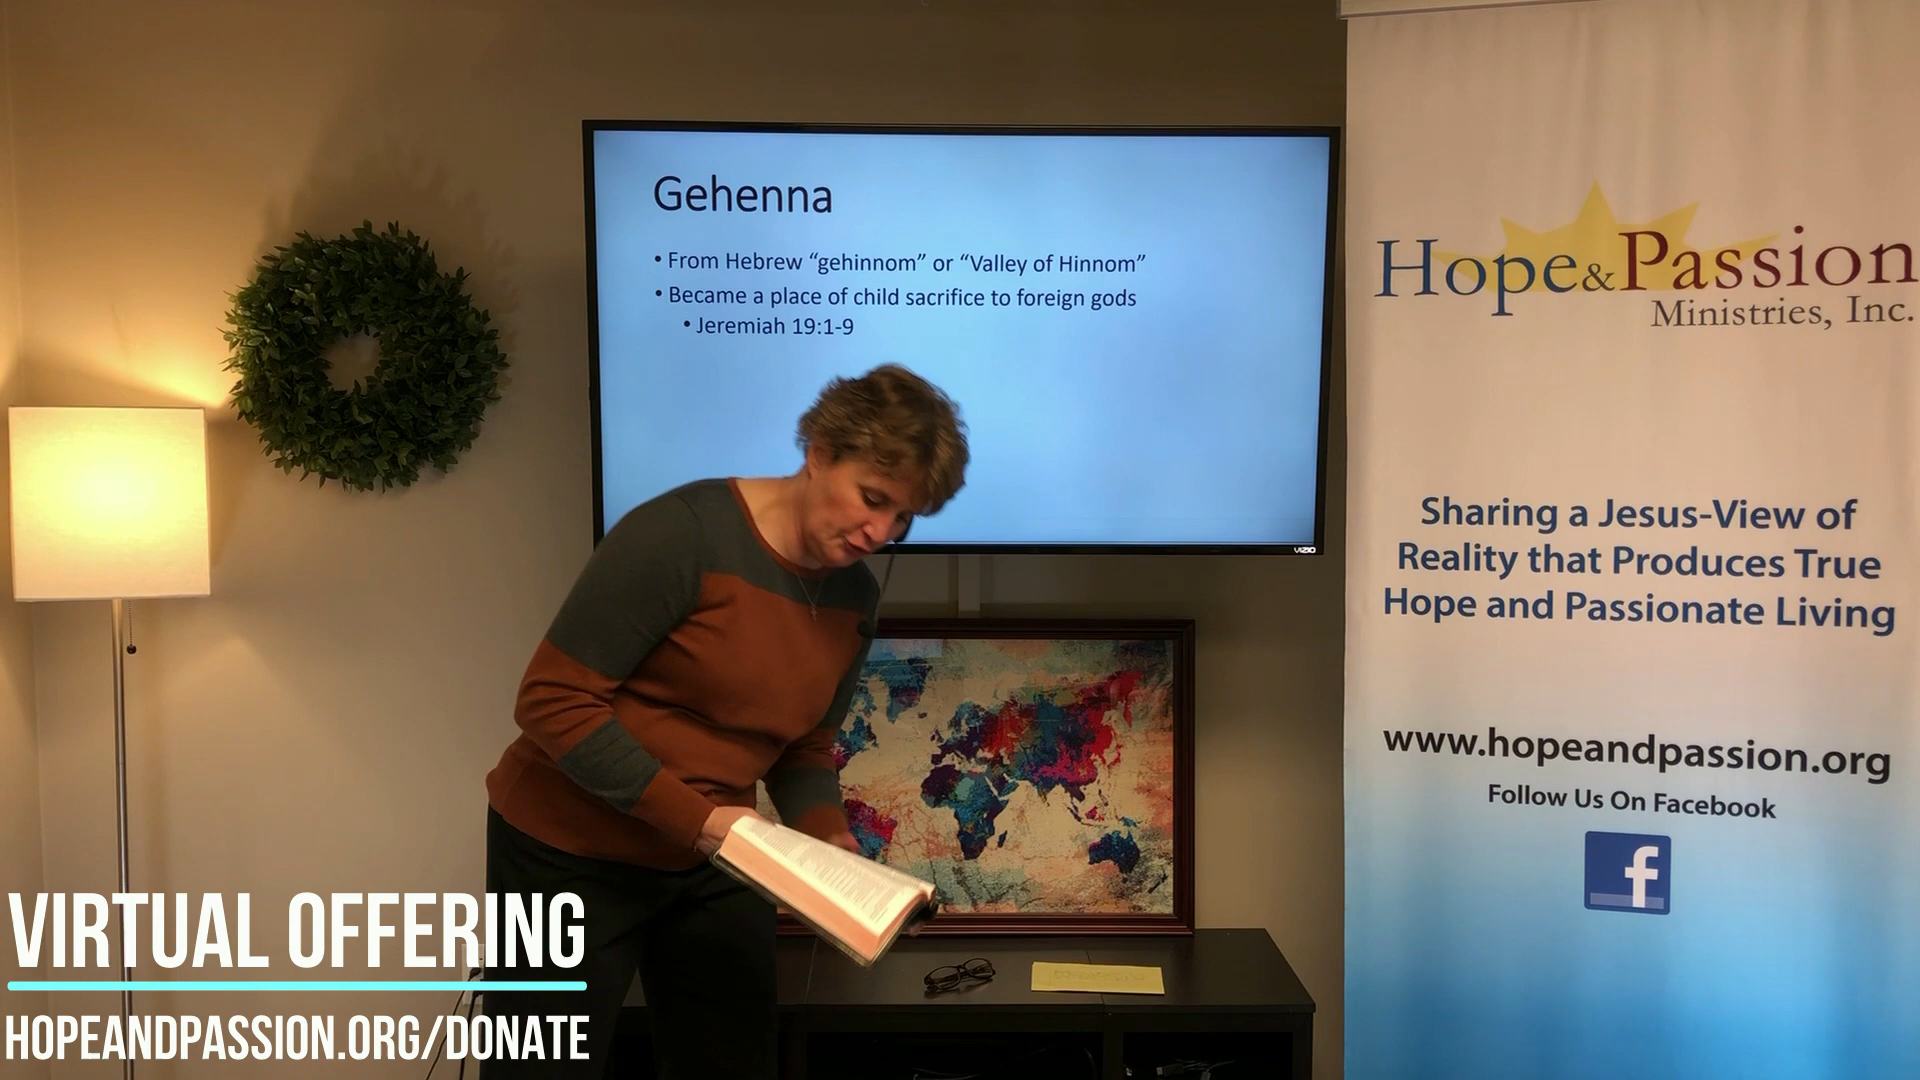 Gehenna
• From Hebrew “gehinnom” or “Valley of Hinnom”
• Became a place of child sacrifice to foreign gods
• Jeremiah 19:1-9
VIZIO
Hope&Passion
Ministries, Inc.
Sharing a Jesus-View of
Reality that Produces True
Hope and Passionate Living
www.hopeandpassion.org
Follow Us On Facebook
f
VIRTUAL OFFERING
HOPEANDPASSION.ORG/DONATE